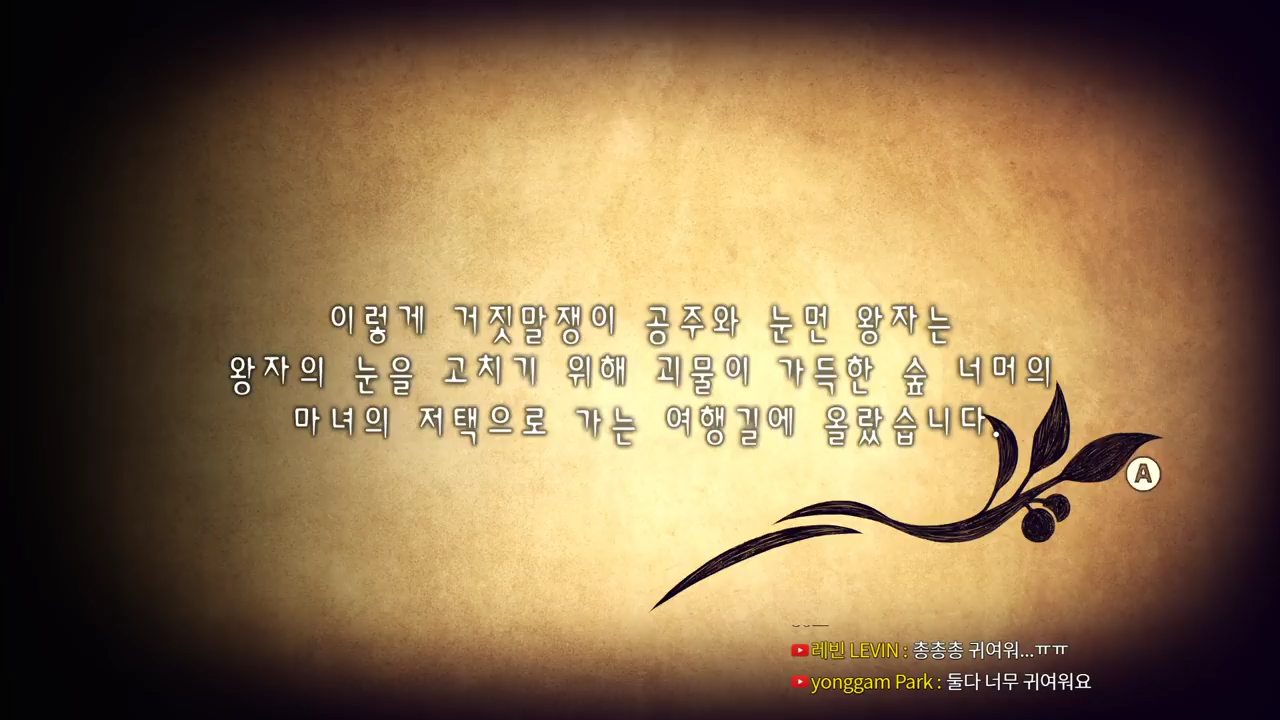 이렇게 거짓말쟁이 공주와 눈먼 왕자는
왕자의 눈을 고치기 위해 괴물이 가득한 숲 너머의
마녀의 저택으로 가는 여행길에 올랐습니다.
A
레빈 LEVIN : 총총총 귀여워...ㅠㅠ
yonggam Park : 둘다 너무 귀여워요